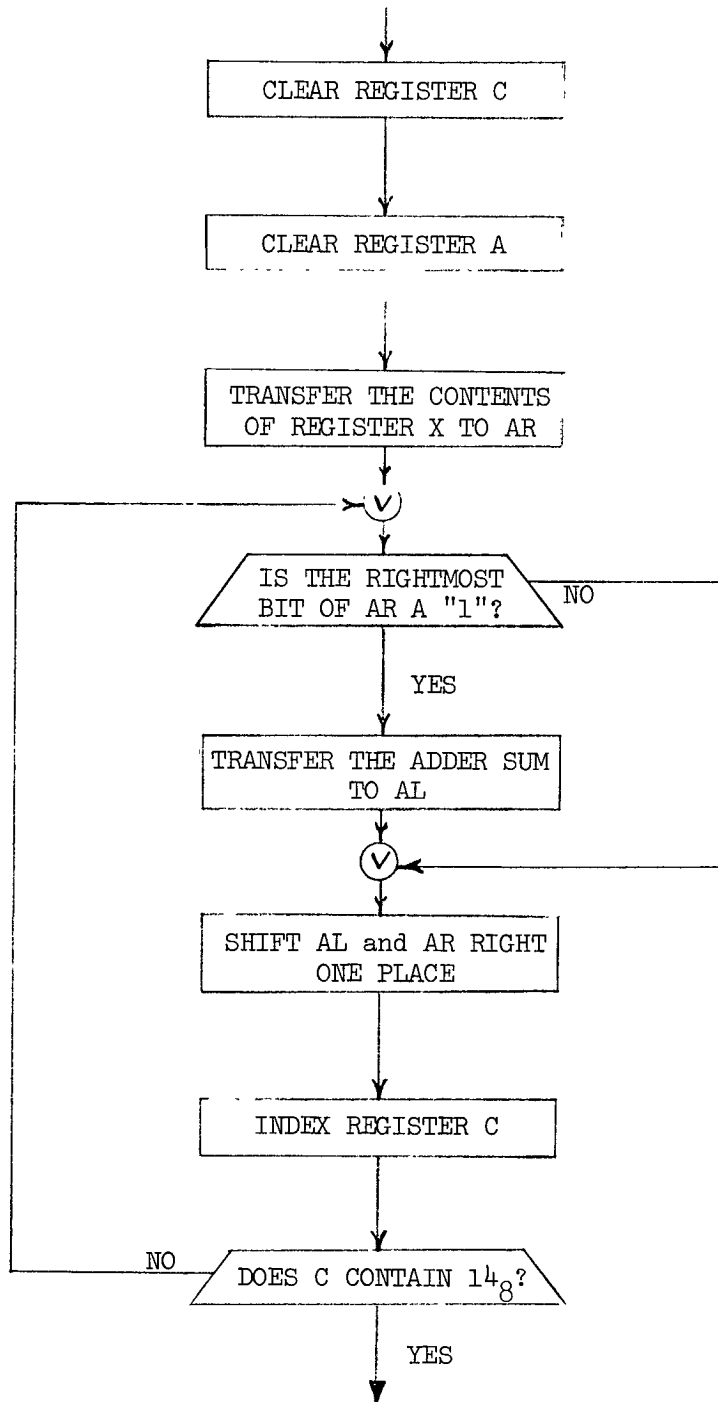 CLEAR REGISTER C
CLEAR REGISTER A
TRANSFER THE CONTENTS
OF REGISTER X TO AR
V
IS THE RIGHTMOST
BIT OF AR A "1"?
NO
YES
TRANSFER THE ADDER SUM
TO AL
V
SHIFT AL and AR RIGHT
ONE PLACE
INDEX REGISTER C
NO
DOES C CONTAIN 14₈?
YES